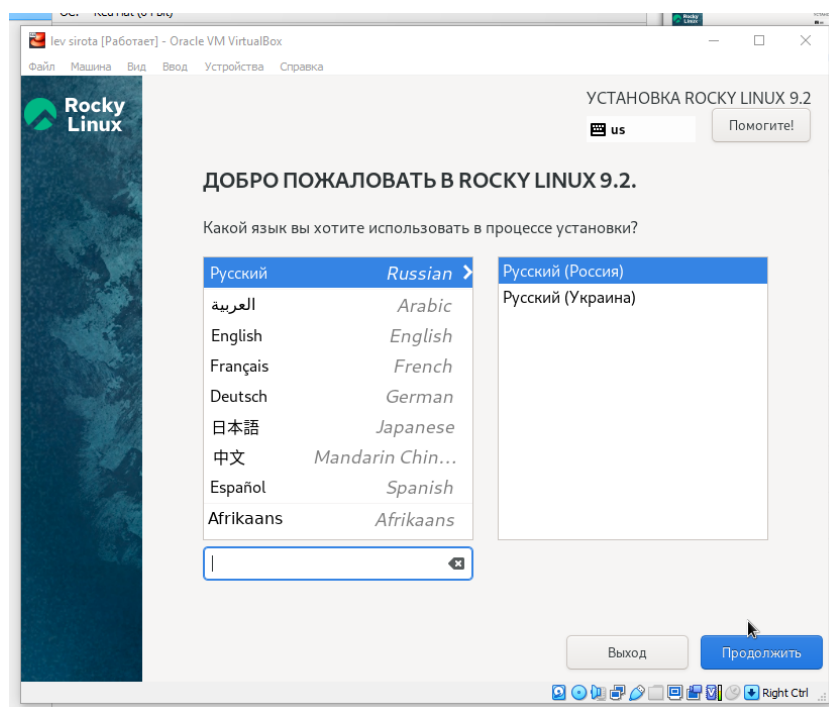 lev sirota [Работает] - Oracle VM VirtualBox
Файл Машина Вид Ввод Устройства Справка
Rocky
Linux
УСТАНОВКА ROCKY LINUX 9.2
us
Помогите!
ДОБРО ПОЖАЛОВАТЬ В ROCKY LINUX 9.2.
Какой язык вы хотите использовать в процессе установки?
Русский Russian
العربية Arabic
English English
Français French
Deutsch German
日本語 Japanese
中文 Mandarin Chin...
Español Spanish
Afrikaans Afrikaans
Русский (Россия)
Русский (Украина)
Выход
Продолжить
Right Ctrl